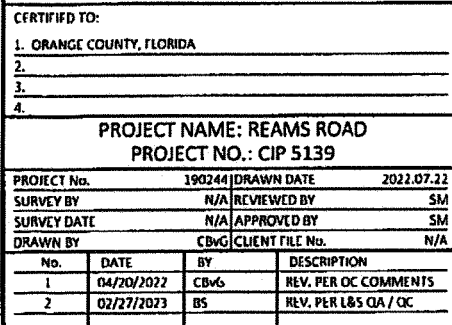 CERTIFIED TO:
1. ORANGE COUNTY, FLORIDA
2.
3.
4.
PROJECT NAME: REAMS ROAD
PROJECT NO.: CIP 5139
PROJECT No. 190244 DRAWN DATE 2022.07.22
SURVEY BY N/A REVIEWED BY SM
SURVEY DATE N/A APPROVED BY SM
DRAWN BY CBvG CLIENT FILE No. N/A
No. DATE BY DESCRIPTION
1 04/20/2022 CBvG REV. PER OC COMMENTS
2 02/27/2023 BS REV. PER L&S QA / QC